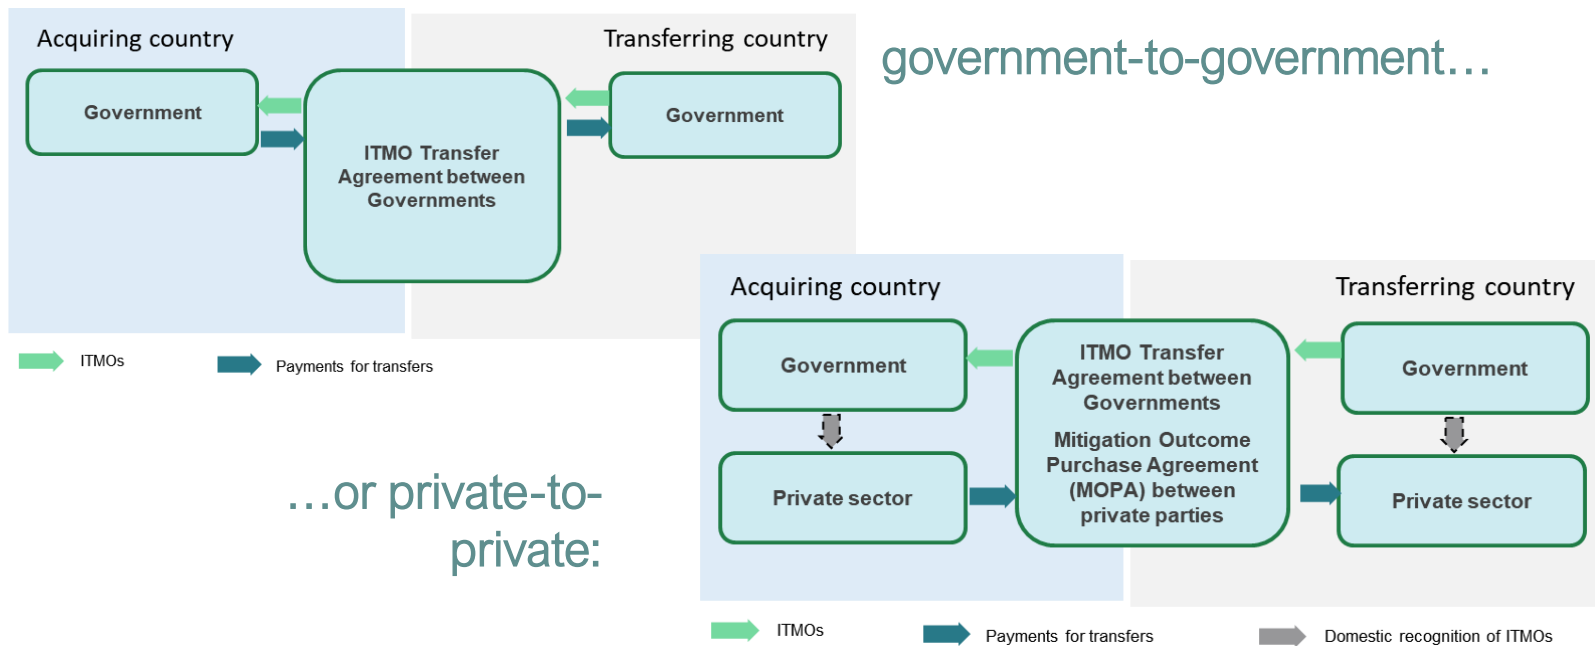 Acquiring country
Transferring country
government-to-government...
Government
ITMO Transfer
Agreement between
Governments
Government
ITMOs
Payments for transfers
...or private-to-
private:
Acquiring country
Transferring country
Government
ITMO Transfer
Agreement between
Governments
Government
Mitigation Outcome
Purchase Agreement
(MOPA) between
private parties
Private sector
Private sector
ITMOs
Payments for transfers
Domestic recognition of ITMOs